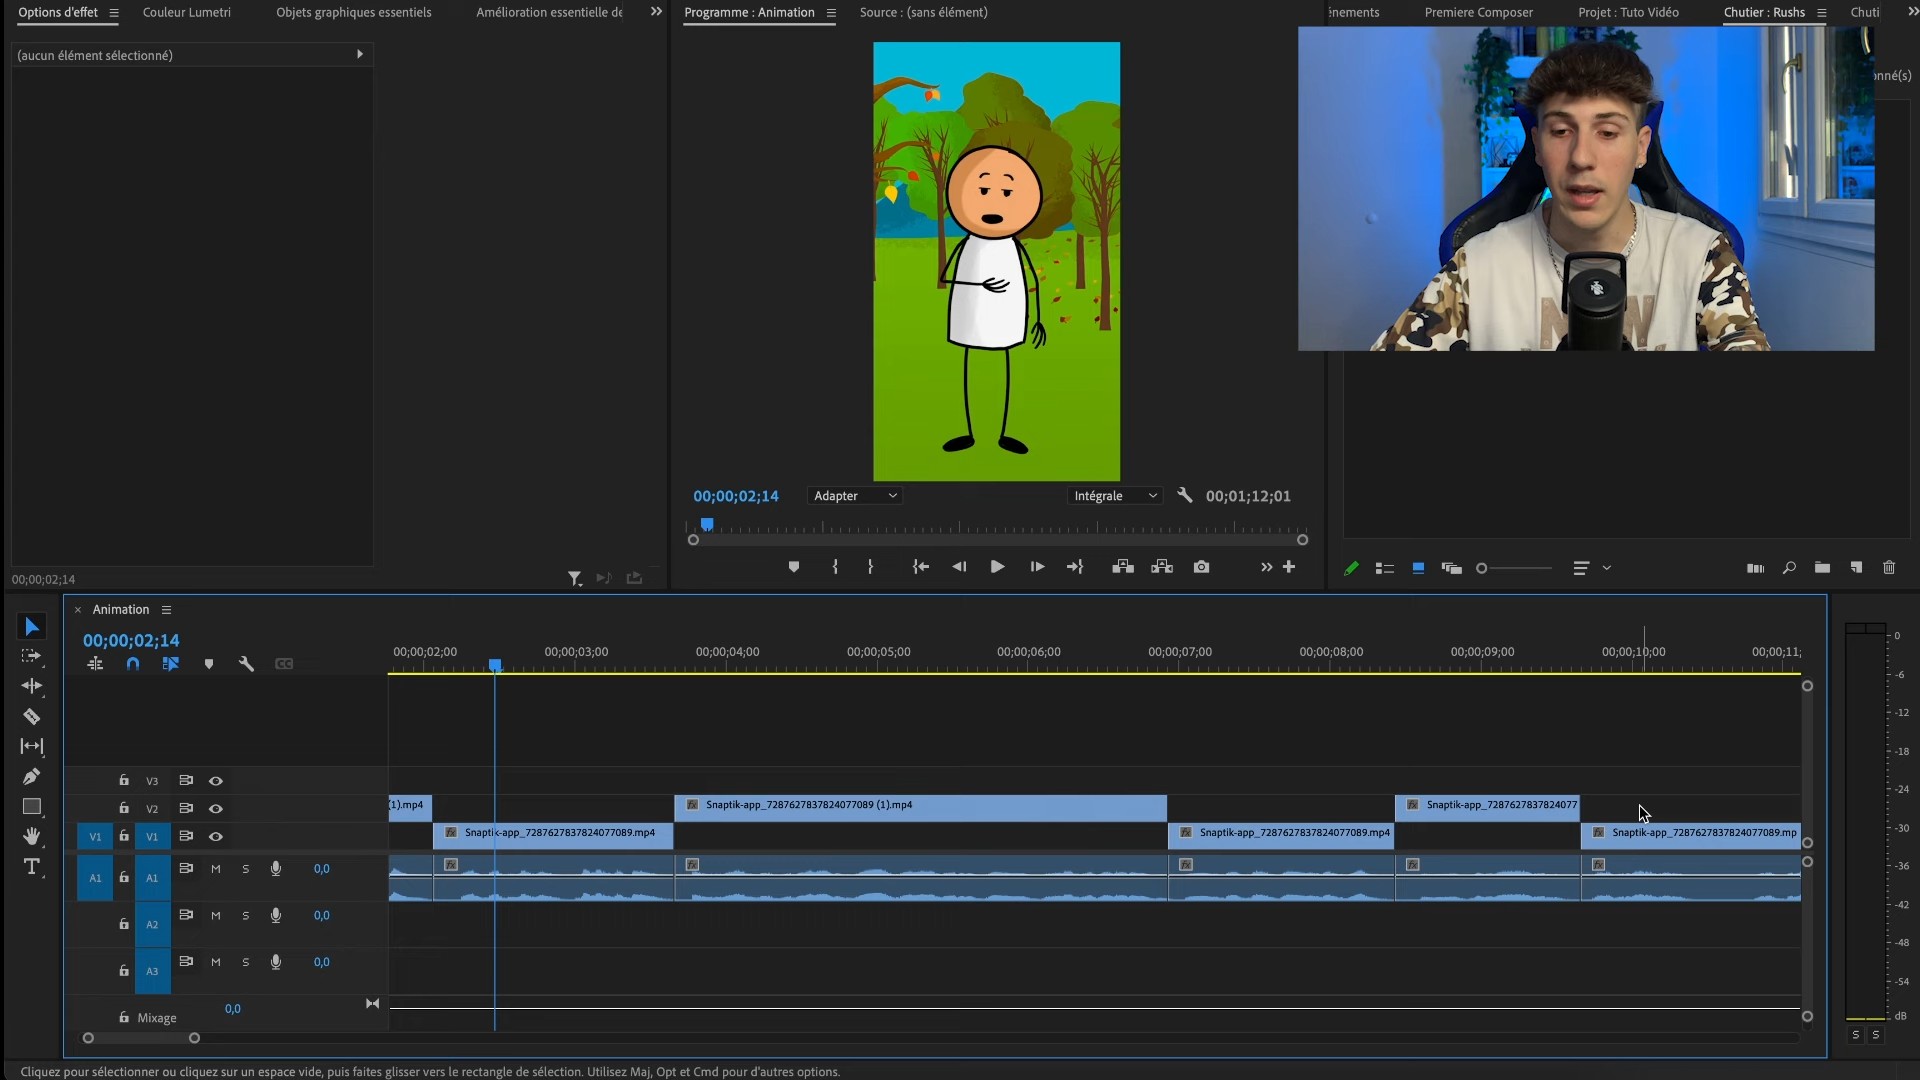 Options d'effet
Couleur Lumetri
Objets graphiques essentiels
Amélioration essentielle de
Programme : Animation
Source : (sans élément)
énements
Premiere Composer
Projet : Tuto Vidéo
Chutier : Rushs
Chuti
(aucun élément sélectionné)
nné(s)
00;00;02;14
Adapter
Intégrale
00;01;12;01
00;00;02;14
Animation
00;00;02;14
00;00;02;00
00;00;03;00
00;00;04;00
00;00;05;00
00;00;06;00
00;00;07;00
00;00;08;00
00;00;09;00
00;00;10;00
00;00;11;
V3
V2
(1).mp4
Snaptik-app_7287627837824077089 (1).mp4
Snaptik-app_7287627837824077
V1
V1
Snaptik-app_7287627837824077089.mp4
Snaptik-app_7287627837824077089.mp4
Snaptik-app_7287627837824077089.mp
A1
A1
M
S
0,0
A2
M
S
0,0
A3
M
S
0,0
Mixage
0,0
0
-6
-12
-18
-24
-30
-36
-42
-48
-54
dB
S
S
Cliquez pour sélectionner ou cliquez sur un espace vide, puis faites glisser vers le rectangle de sélection. Utilisez Maj, Opt et Cmd pour d'autres options.